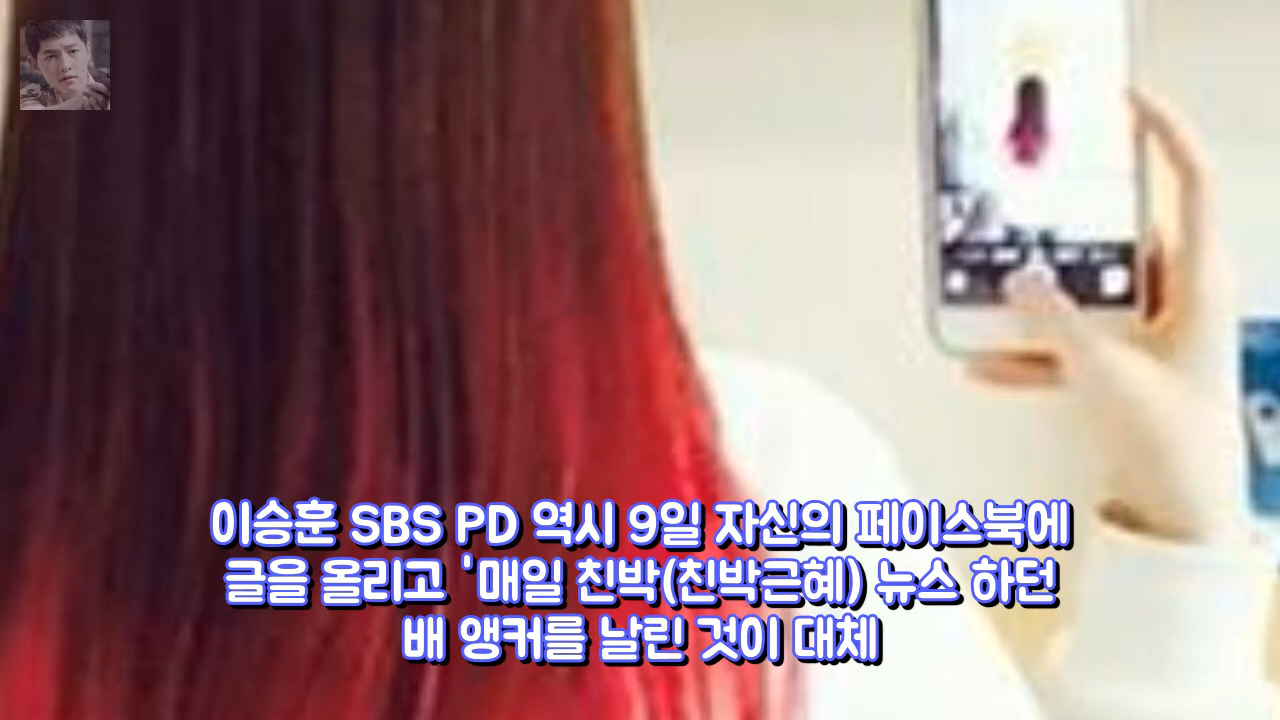 이승훈 SBS PD 역시 9일 자신의 페이스북에
글을 올리고 '매일 친박(친박근혜) 뉴스 하던
배 앵커를 날린 것이 대체